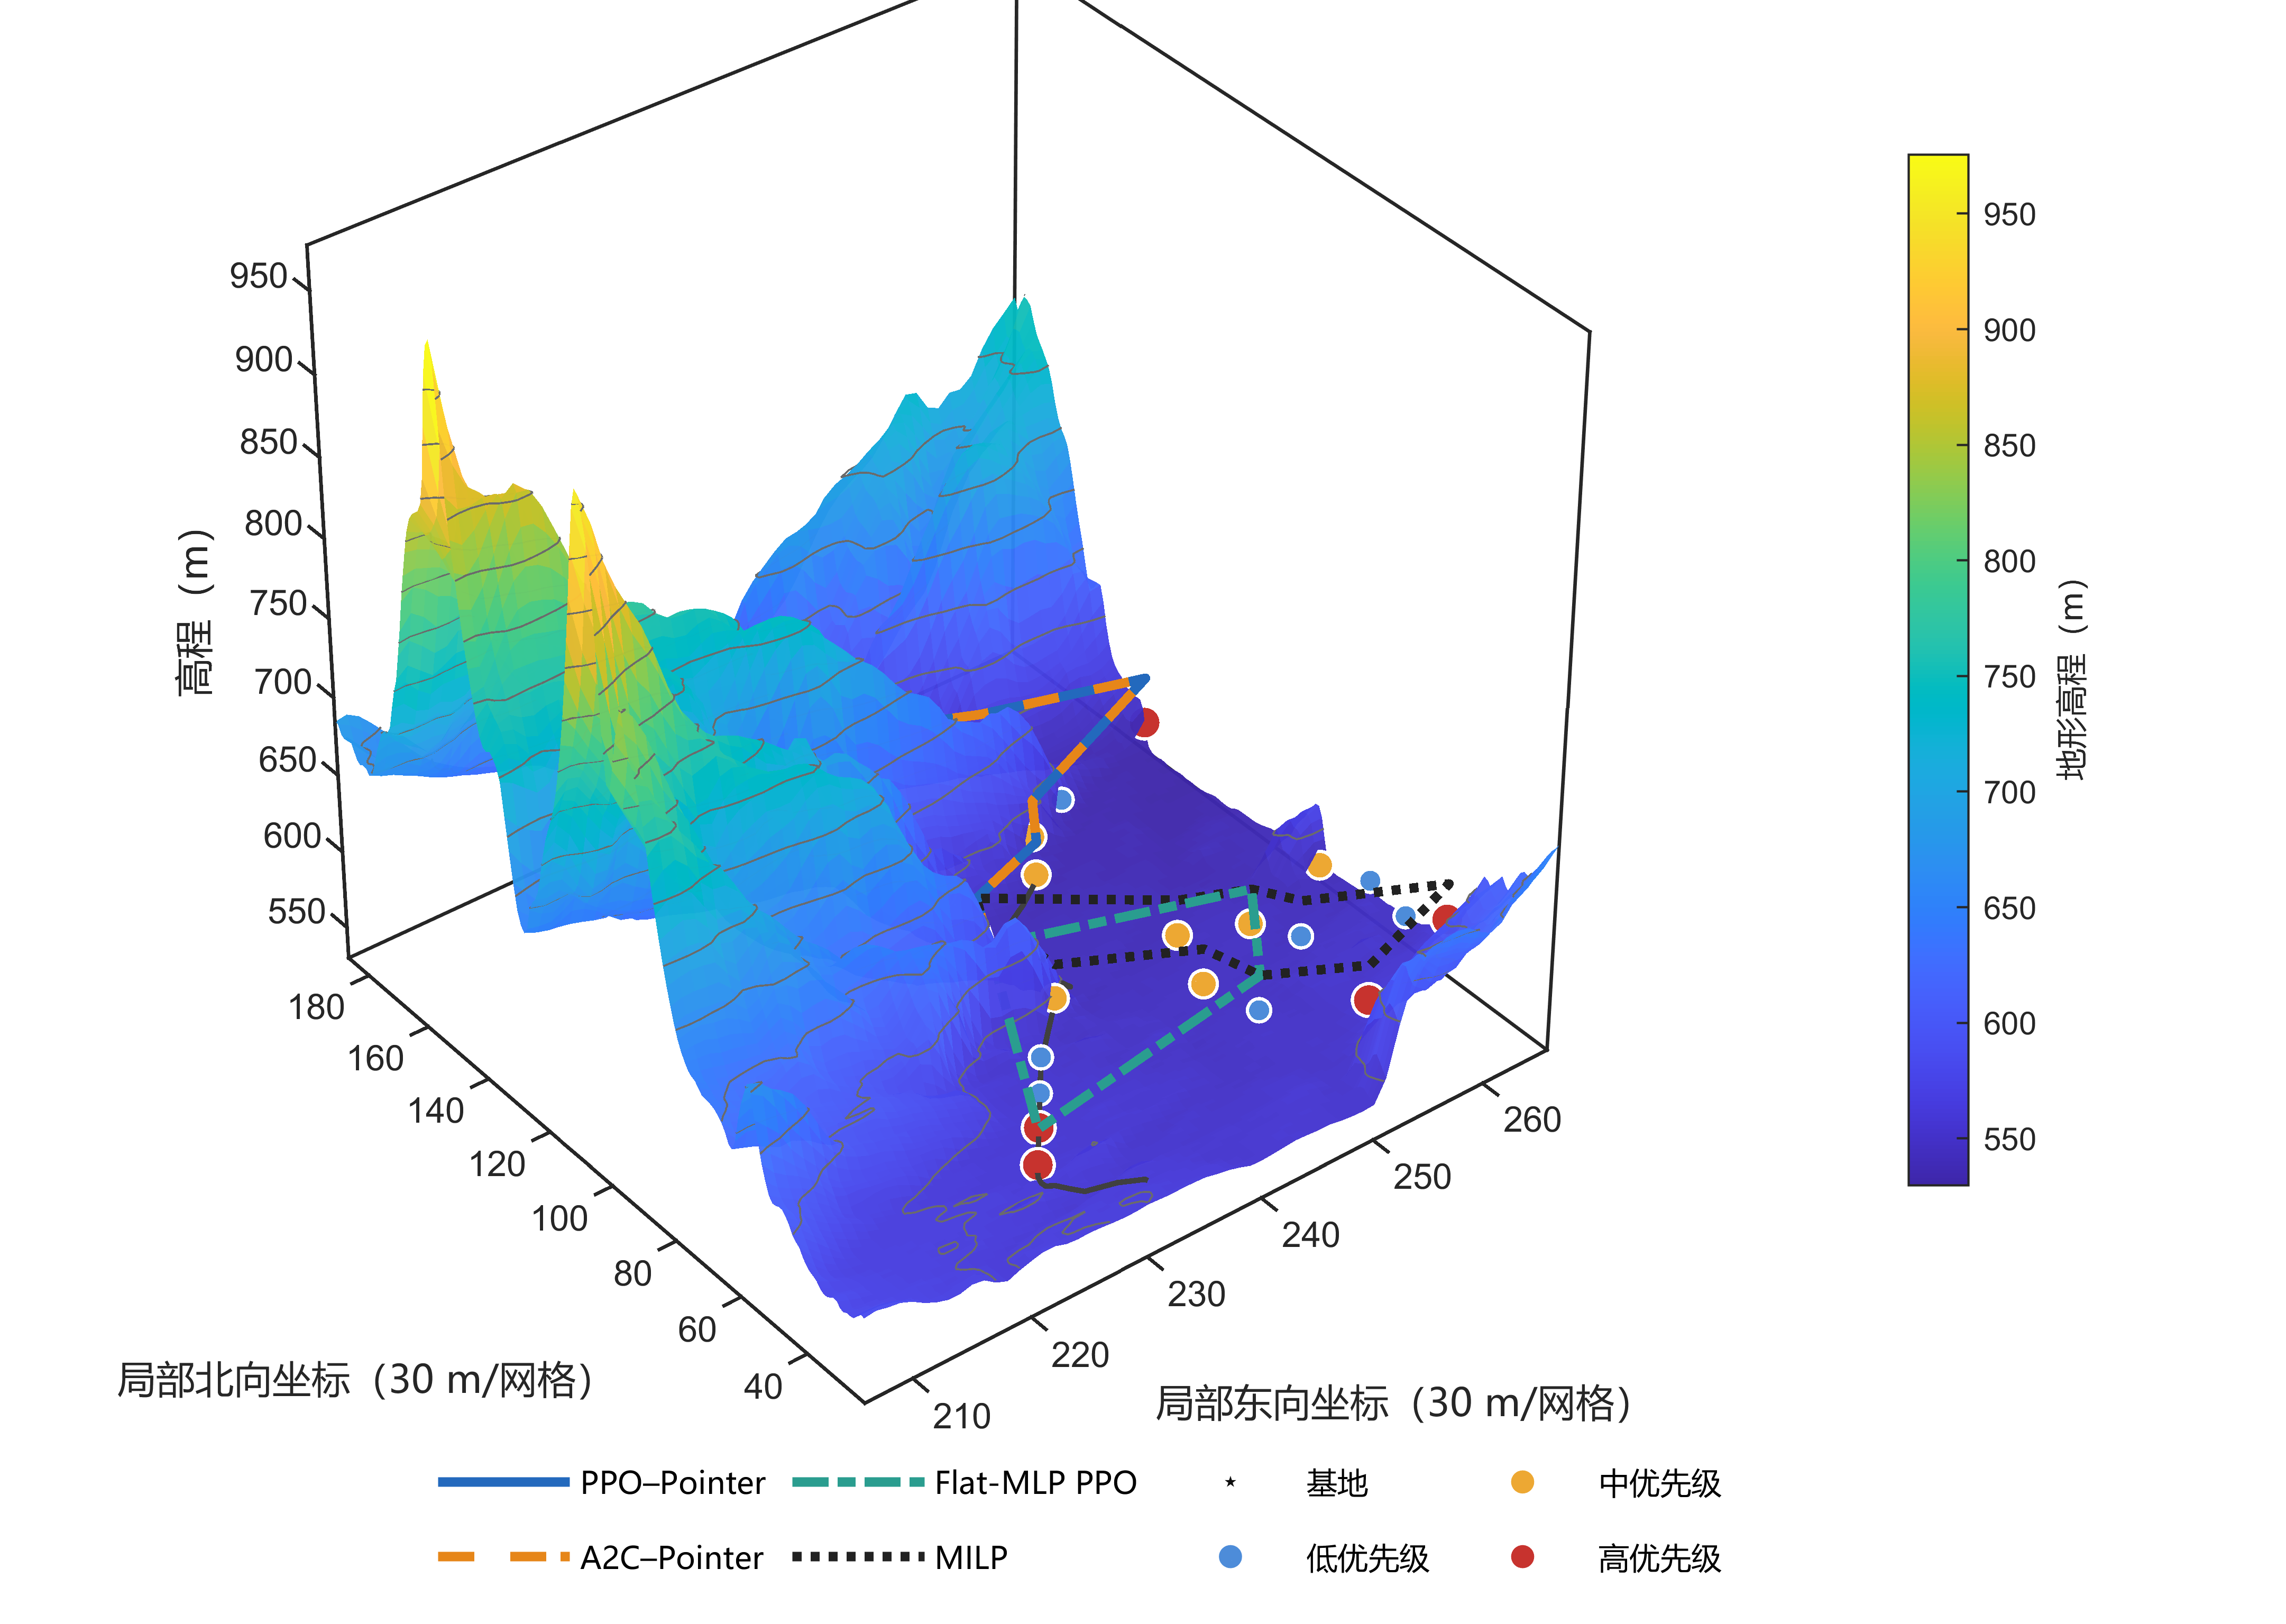 950
900
850
800
750
700
650
600
550
高程（m）
180
160
140
120
100
80
60
40
局部北向坐标（30 m/网格）
210
220
230
240
250
260
局部东向坐标（30 m/网格）
950
900
850
800
750
700
650
600
550
地形高程（m）
PPO–Pointer
Flat-MLP PPO
基地
中优先级
A2C–Pointer
MILP
低优先级
高优先级